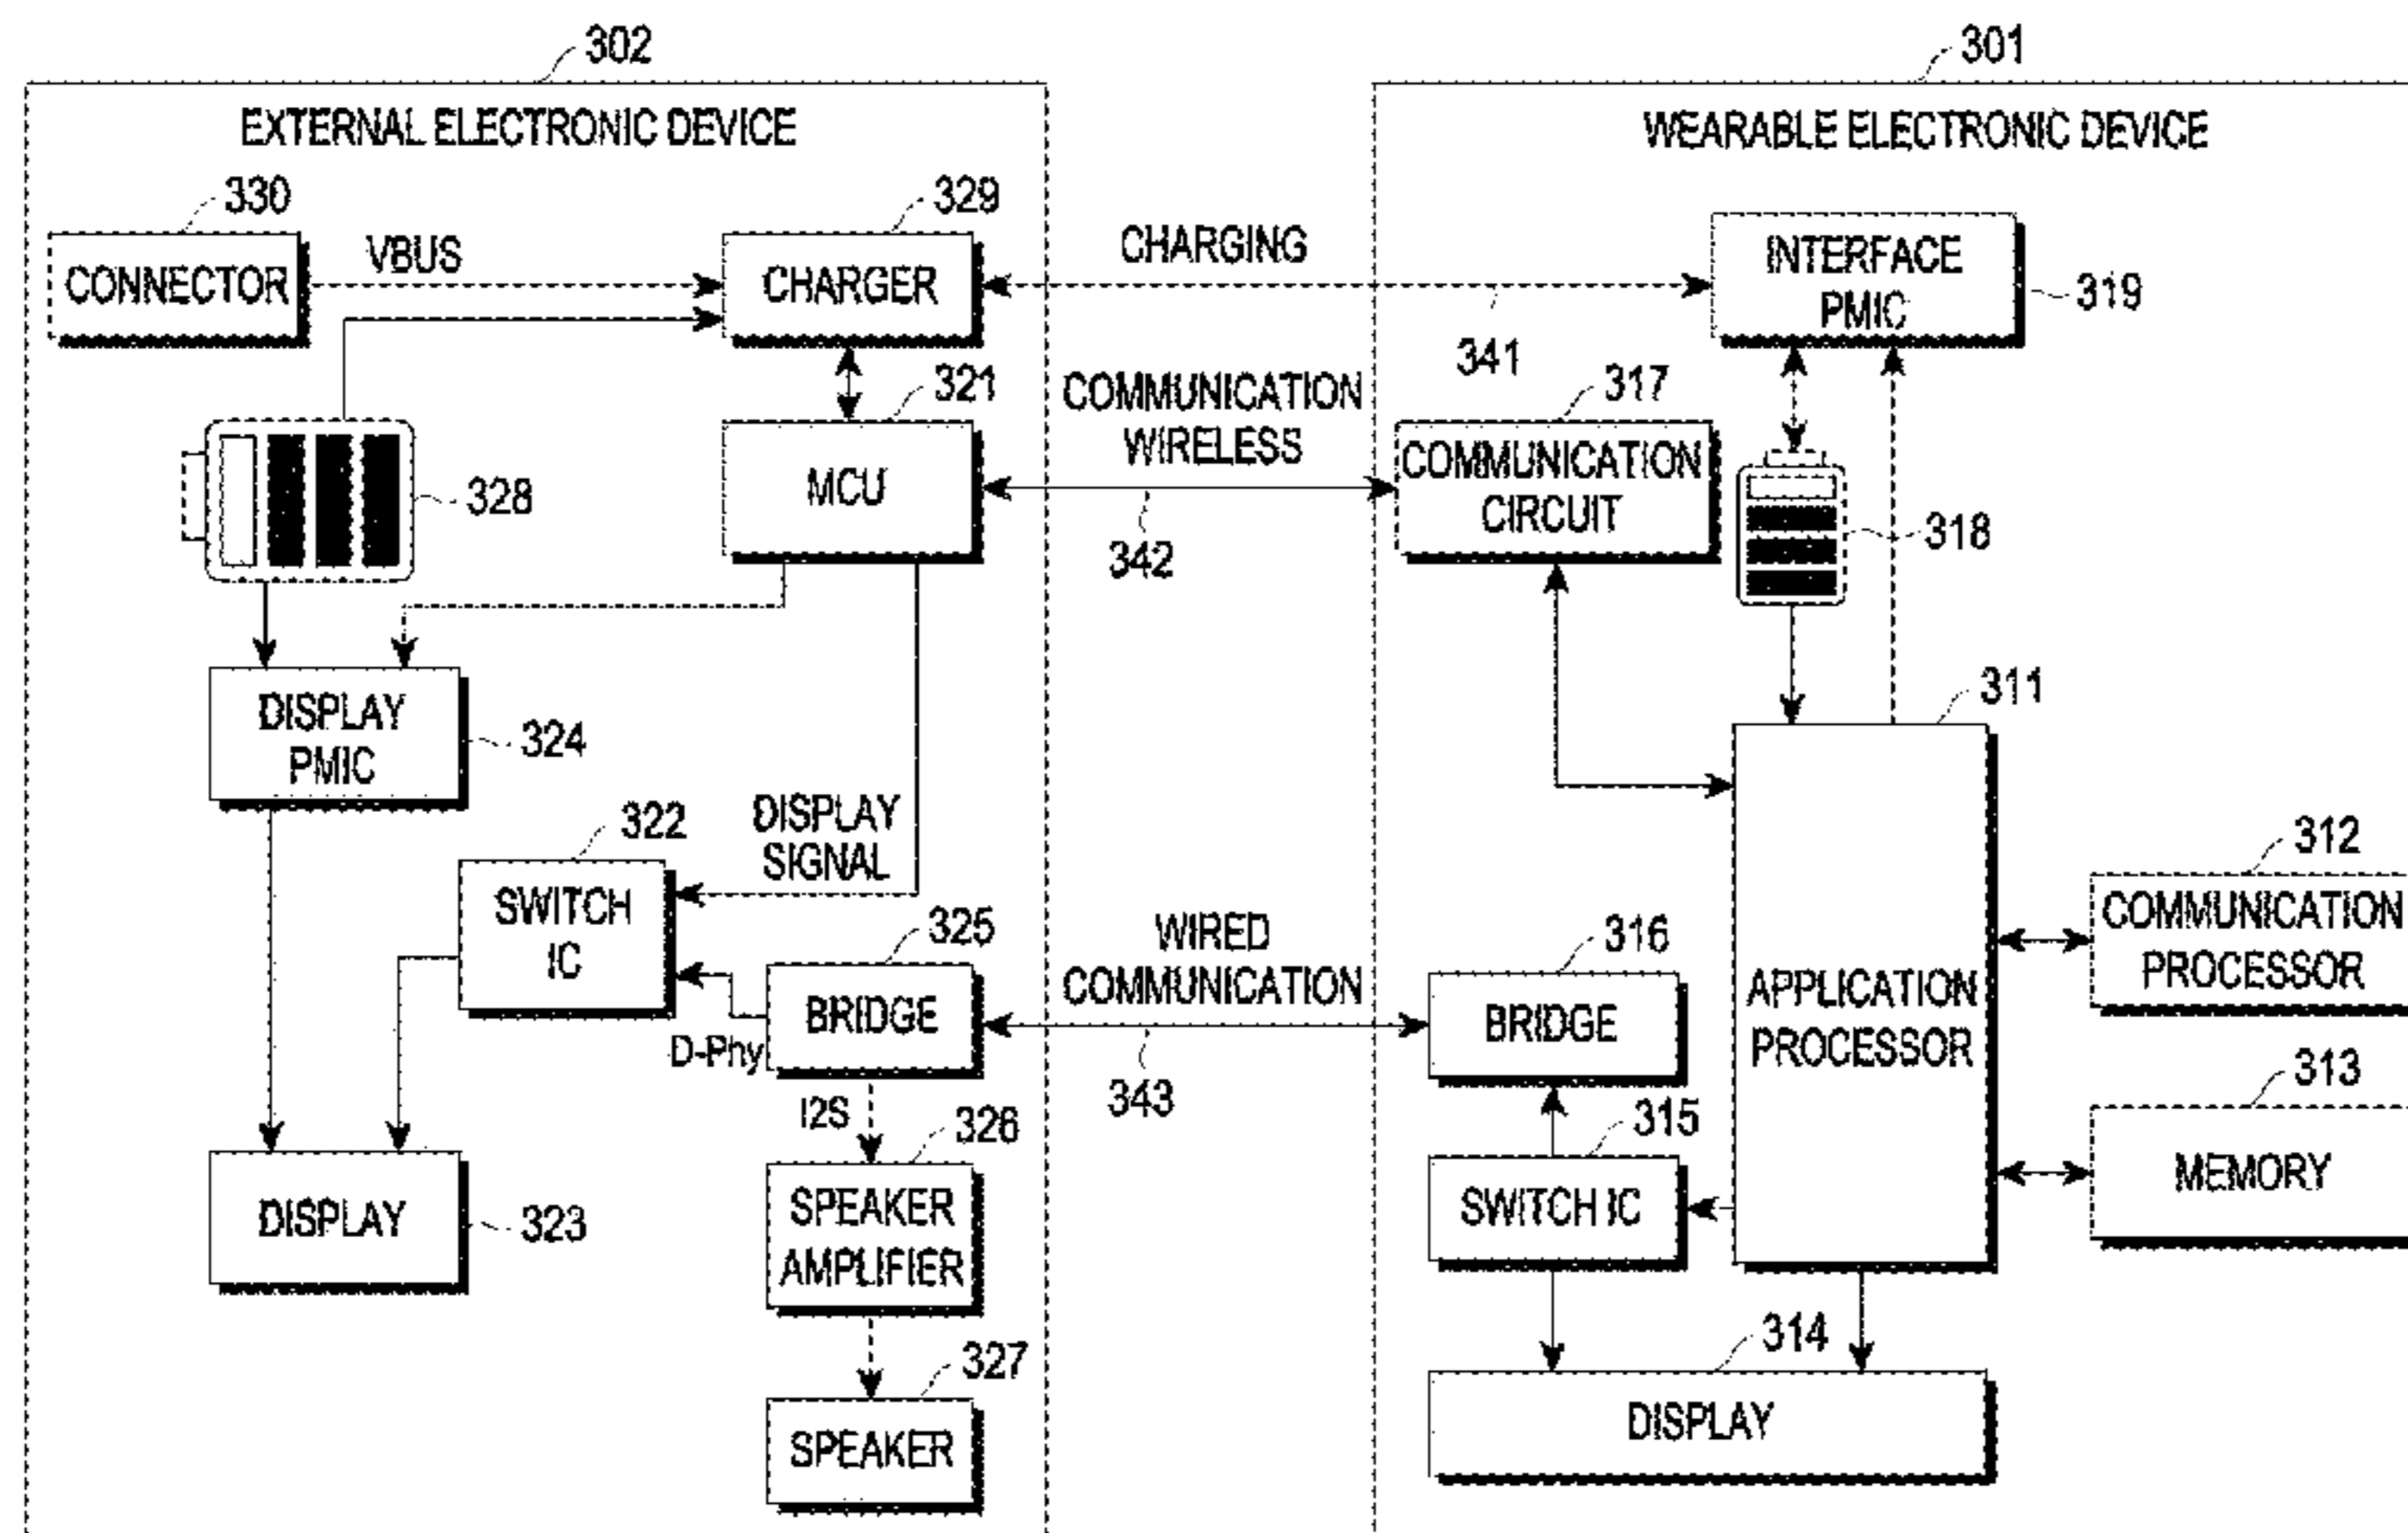 302
301
EXTERNAL ELECTRONIC DEVICE
WEARABLE ELECTRONIC DEVICE
330
329
CONNECTOR
VBUS
CHARGER
CHARGING
INTERFACE
PMIC
319
341
321
COMMUNICATION
WIRELESS
317
MCU
COMMUNICATION
CIRCUIT
328
342
318
311
DISPLAY
PMIC
324
DISPLAY
SIGNAL
322
312
SWITCH
IC
COMMUNICATION
PROCESSOR
325
WIRED
COMMUNICATION
316
BRIDGE
D-Phy
343
BRIDGE
APPLICATION
PROCESSOR
313
MEMORY
I2S
326
315
SWITCH IC
DISPLAY
323
SPEAKER
AMPLIFIER
327
314
SPEAKER
DISPLAY